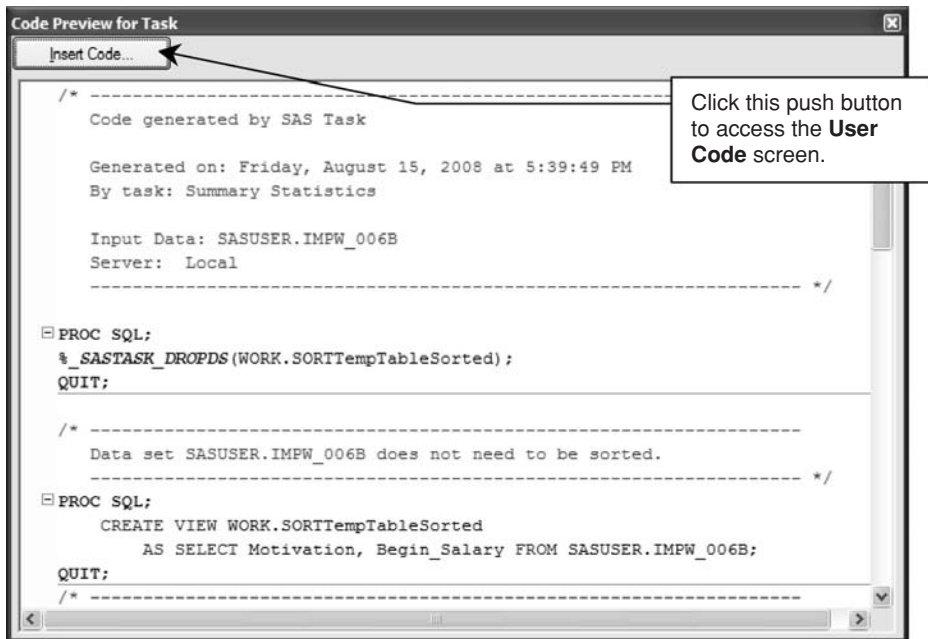 Code Preview for Task
Insert Code...
Click this push button
to access the User
Code screen.
/* -------------------------------------------------------
Code generated by SAS Task
Generated on: Friday, August 15, 2008 at 5:39:49 PM
By task: Summary Statistics
Input Data: SASUSER.IMPW_006B
Server:  Local
------------------------------------------------------------------- */
PROC SQL;
%_SASTASK_DROPDS(WORK.SORTTempTableSorted);
QUIT;
/* -------------------------------------------------------------------
Data set SASUSER.IMPW_006B does not need to be sorted.
------------------------------------------------------------------- */
PROC SQL;
CREATE VIEW WORK.SORTTempTableSorted
AS SELECT Motivation, Begin_Salary FROM SASUSER.IMPW_006B;
QUIT;
/* -------------------------------------------------------------------